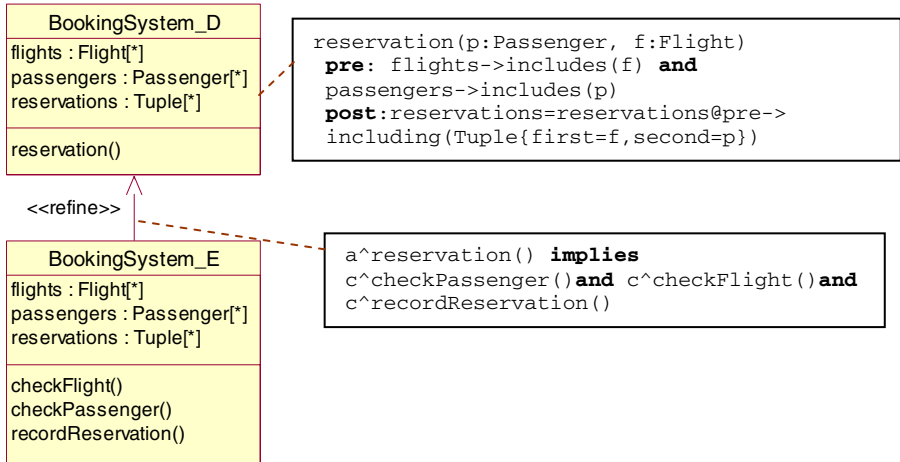 BookingSystem_D
flights : Flight[*]
passengers : Passenger[*]
reservations : Tuple[*]
reservation()
reservation(p:Passenger, f:Flight)
pre: flights->includes(f) and
passengers->includes(p)
post:reservations=reservations@pre->
including(Tuple{first=f,second=p})
<<refine>>
a^reservation() implies
c^checkPassenger()and c^checkFlight()and
c^recordReservation()
BookingSystem_E
flights : Flight[*]
passengers : Passenger[*]
reservations : Tuple[*]
checkFlight()
checkPassenger()
recordReservation()